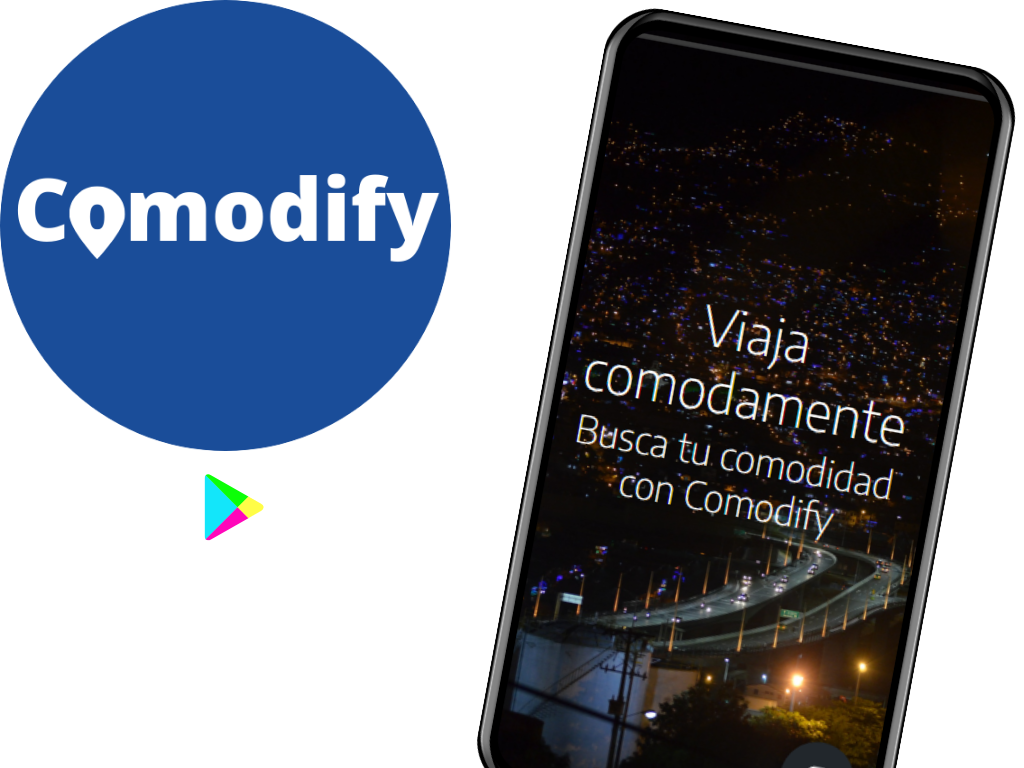 Comodify
Viaja
comodamente
Busca tu comodidad
con Comodify